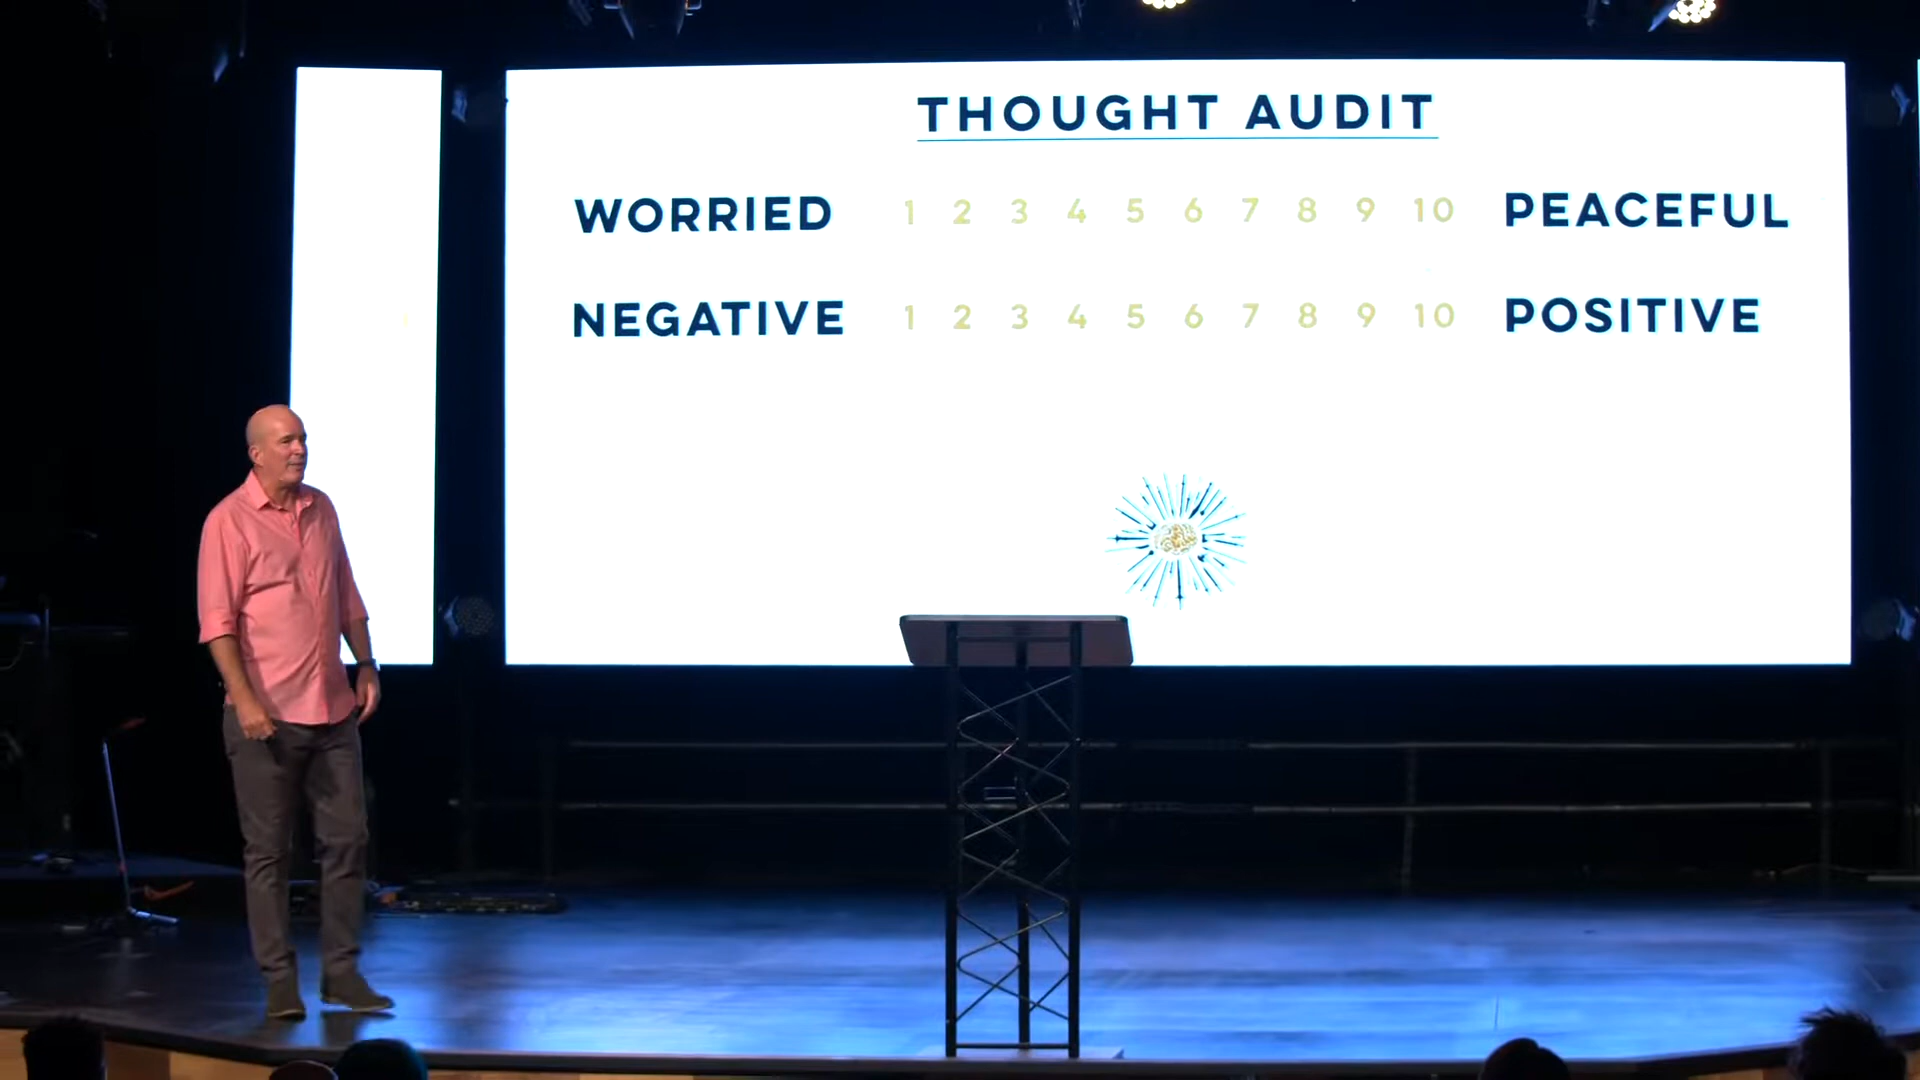 THOUGHT AUDIT
WORRIED 1 2 3 4 5 6 7 8 9 10 PEACEFUL
NEGATIVE 1 2 3 4 5 6 7 8 9 10 POSITIVE